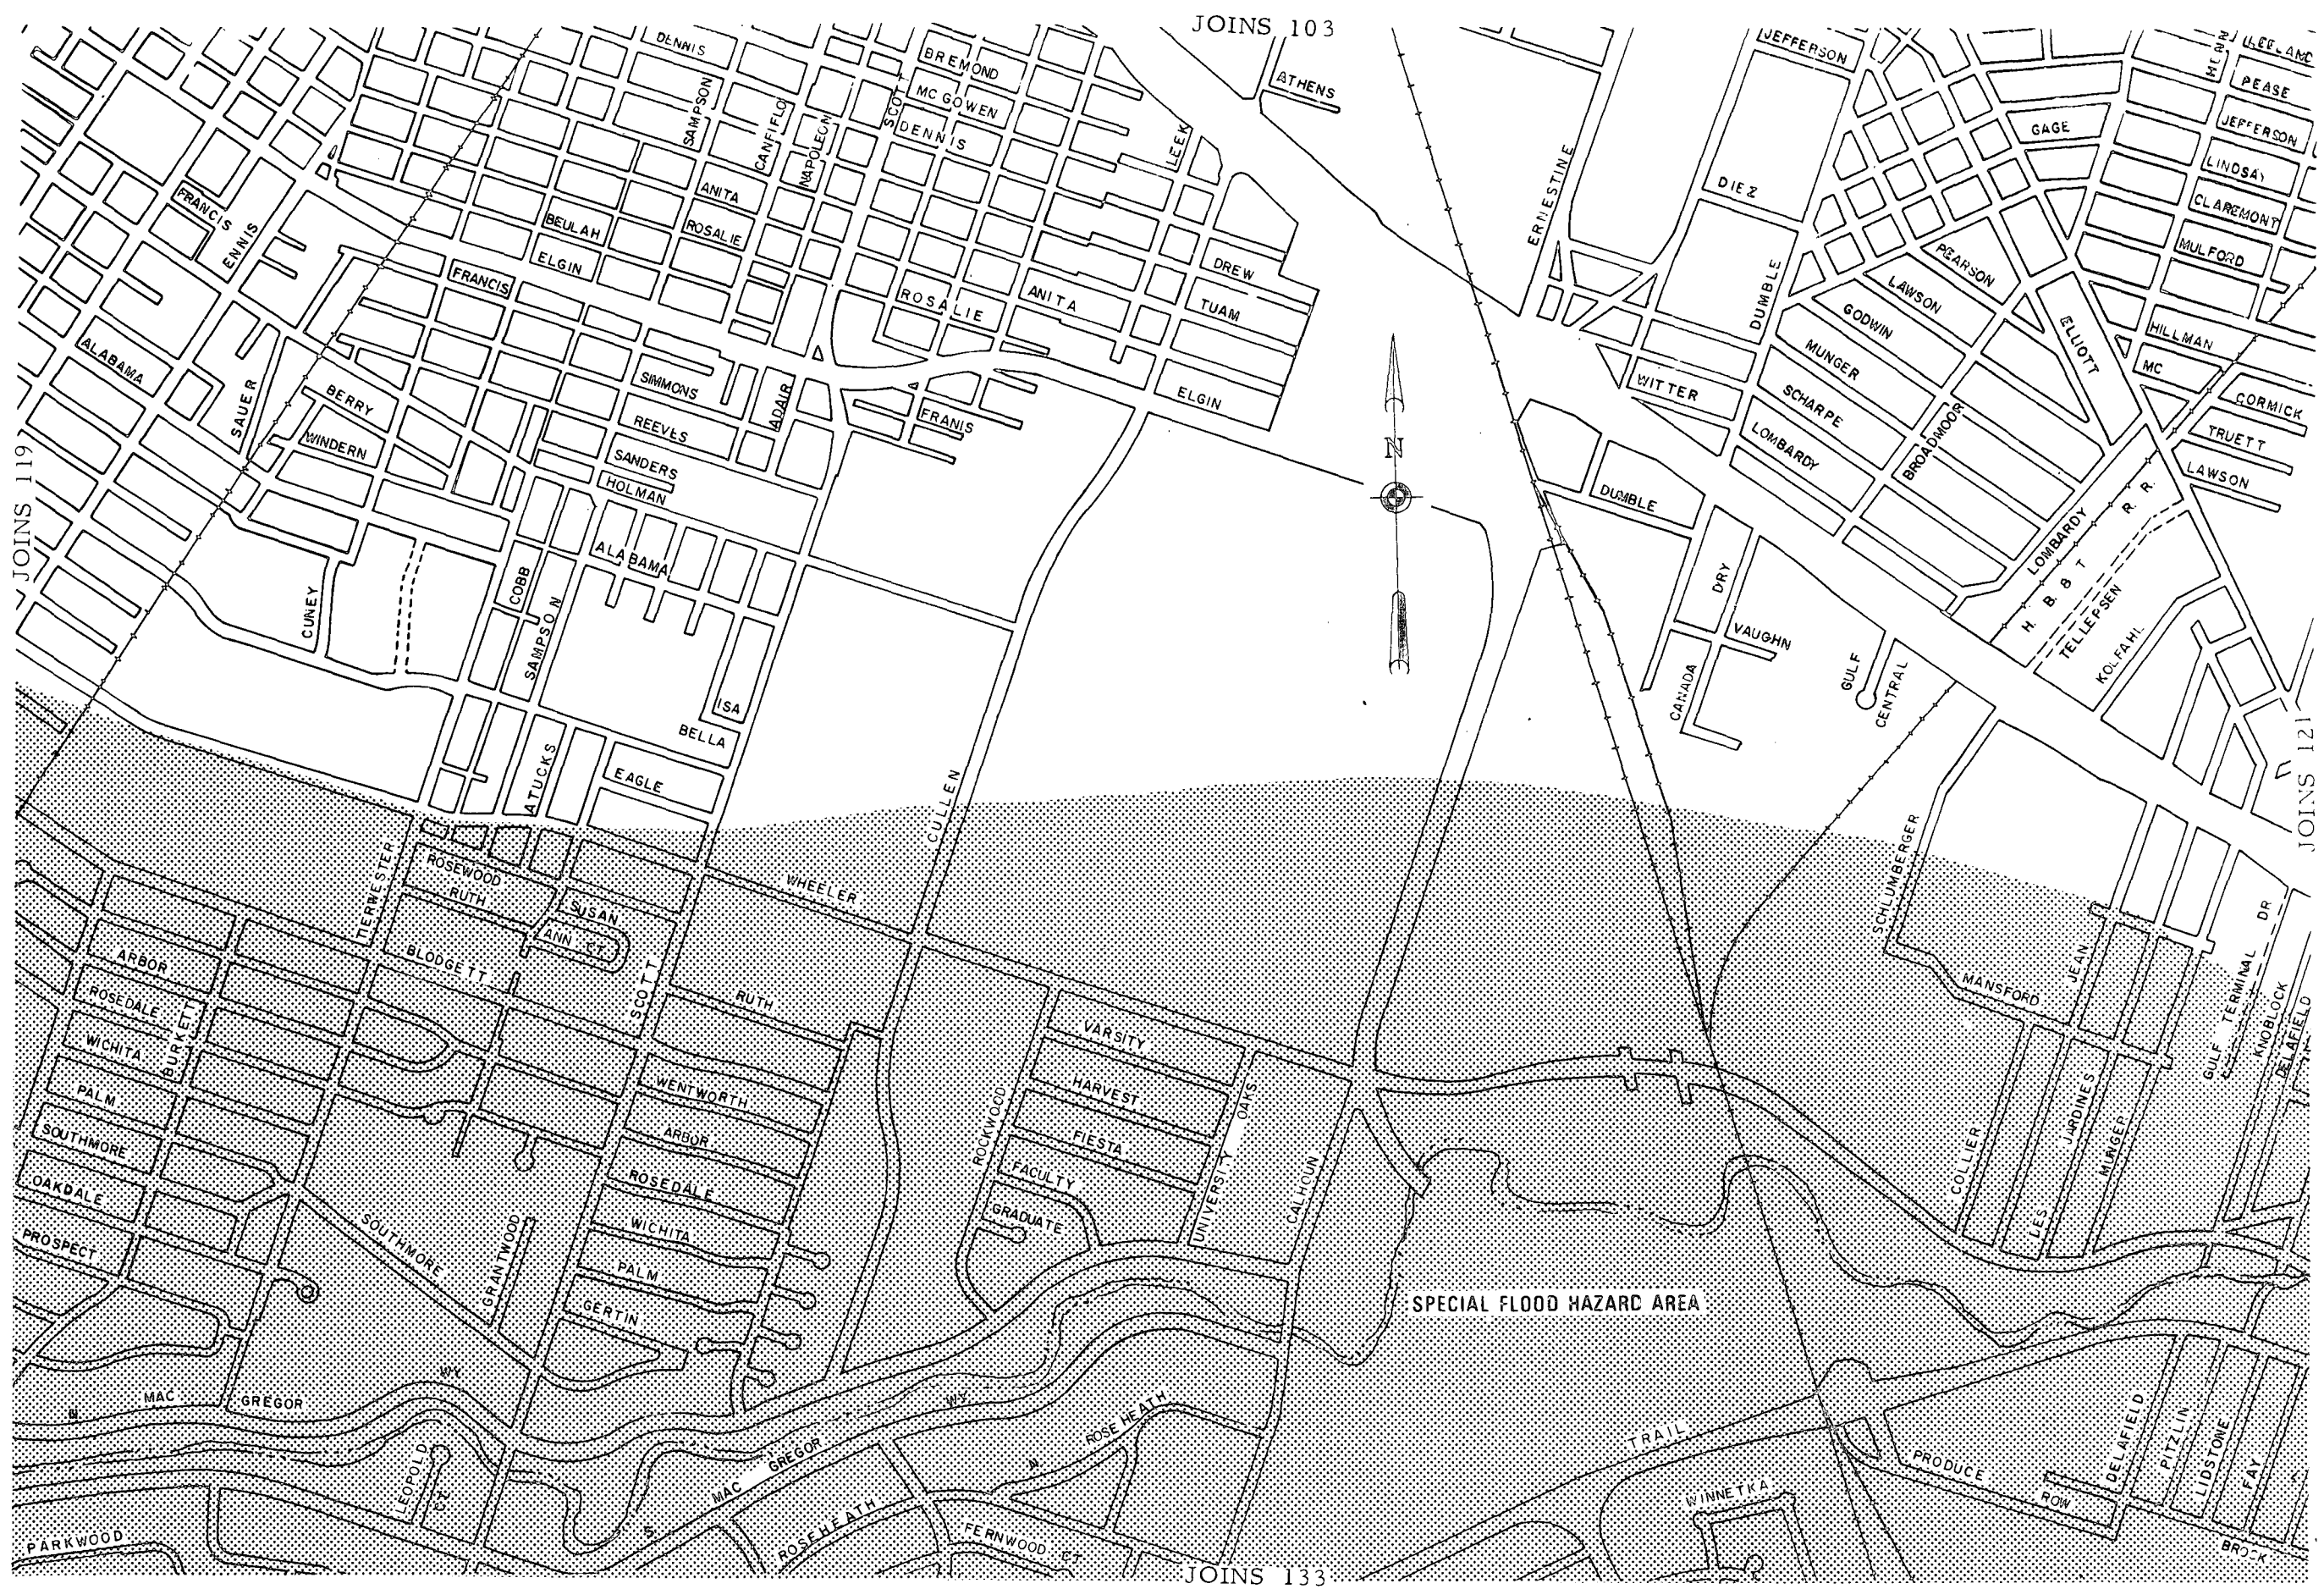 JOINS 103
DENNIS
BREMOND
ATHENS
JEFFERSON
PEASE
SAMPSON
MC GOWEN
CANFIELD
NAPOLEON
DENNIS
LEEK
GAGE
JEFFERSON
LINDSAY
ERNESTINE
DIEZ
CLAREMONT
FRANCIS
ENNIS
ANITA
BEULAH
ROSALIE
MULFORD
ELGIN
DREW
PEARSON
FRANCIS
ROSALIE
ANITA
TUAM
DUMBLE
LAWSON
GODWIN
ELLIOTT
HILLMAN
ALABAMA
MUNGER
MC
GORMICK
SAUER
BERRY
SIMMONS
ADAIR
ELGIN
WITTER
SCHARPE
FRANIS
REEVES
WINDERN
LOMBARDY
BROADMOOR
TRUETT
SANDERS
N
LAWSON
HOLMAN
DUMBLE
JOINS 119
LOMBARDY
H. B. & T R. R.
ALABAMA
COBB
DRY
TELLEPSEN
CUNEY
SAMPSON
VAUGHN
KOLFAHL
CANADA
GULF
CENTRAL
ISA
BELLA
JOINS 121
ATUCKS
EAGLE
CULLEN
SCHLUMBERGER
TIERWESTER
ROSEWOOD
RUTH
WHEELER
SUSAN
ANN CT
DR
BLODGETT
ARBOR
SCOTT
RUTH
MANSFORD
JEAN
GULF TERMINAL
KNOBLOCK
DELAFIELD
ROSEDALE
BURKETT
WICHITA
VARSITY
PALM
WENTWORTH
HARVEST
ROCKWOOD
OAKS
SOUTHMORE
ARBOR
FIESTA
LES JARDINES
MUNGER
COLLIER
OAKDALE
ROSEDALE
FACULTY
UNIVERSITY
CALHOUN
GRADUATE
PROSPECT
SOUTHMORE
GRANTWOOD
WICHITA
PALM
GERTIN
SPECIAL FLOOD HAZARD AREA
N MAC GREGOR WY
WY
ROSEHEATH
N
TRAIL
DELAFIELD
PITZLIN
LIDSTONE
FAY
LEOPOLD
CT
S MAC GREGOR
PRODUCE
ROW
WINNETKA
PARKWOOD
ROSEHEATH
FERNWOOD CT
BROCK
JOINS 133